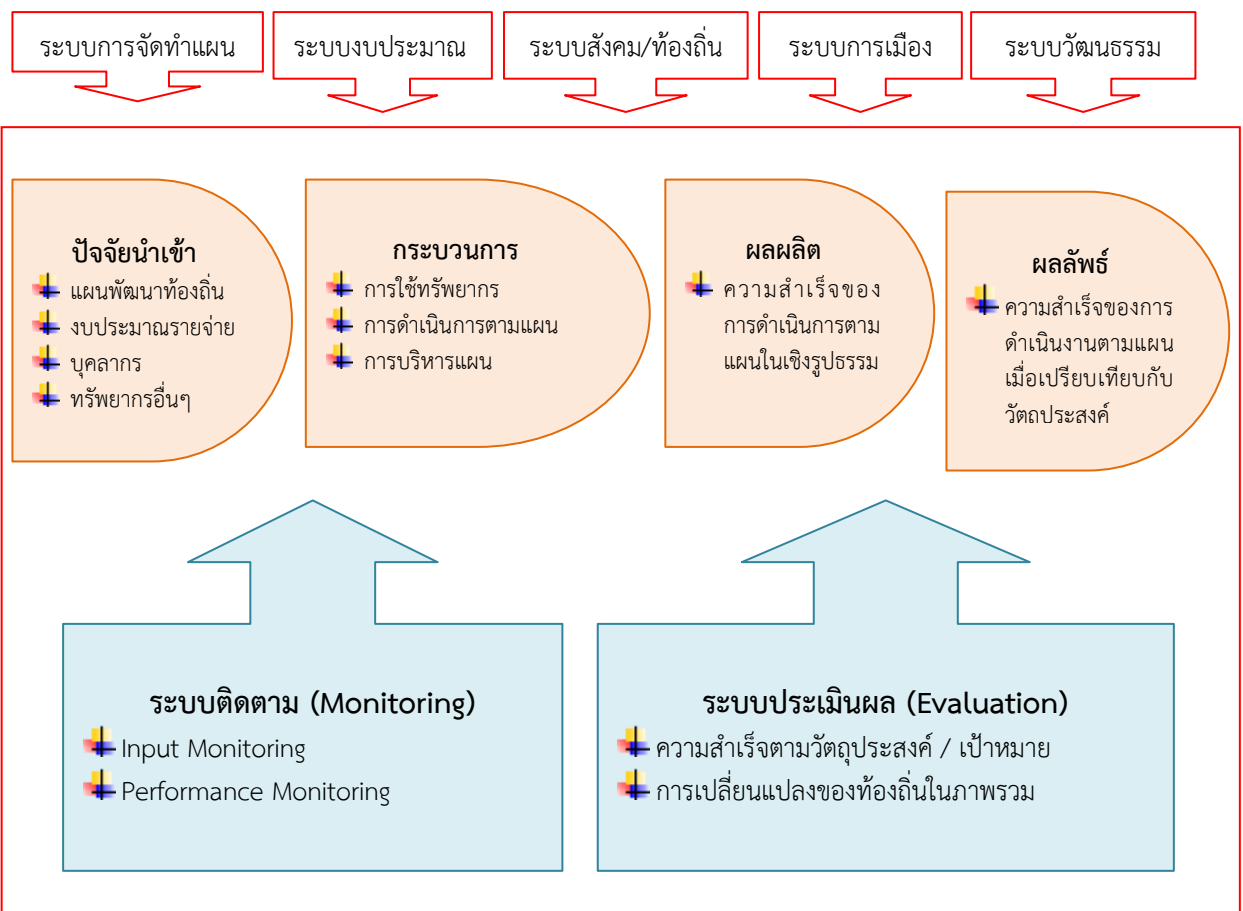 ระบบการจัดทำแผน
ระบบงบประมาณ
ระบบสังคม/ท้องถิ่น
ระบบการเมือง
ระบบวัฒนธรรม
ปัจจัยนำเข้า
แผนพัฒนาท้องถิ่น
งบประมาณรายจ่าย
บุคลากร
ทรัพยากรอื่นๆ
กระบวนการ
การใช้ทรัพยากร
การดำเนินการตามแผน
การบริหารแผน
ผลผลิต
ความสำเร็จของ
การดำเนินการตาม
แผนในเชิงรูปธรรม
ผลลัพธ์
ความสำเร็จของการ
ดำเนินงานตามแผน
เมื่อเปรียบเทียบกับ
วัตถประสงค์
ระบบติดตาม (Monitoring)
Input Monitoring
Performance Monitoring
ระบบประเมินผล (Evaluation)
ความสำเร็จตามวัตถุประสงค์ / เป้าหมาย
การเปลี่ยนแปลงของท้องถิ่นในภาพรวม